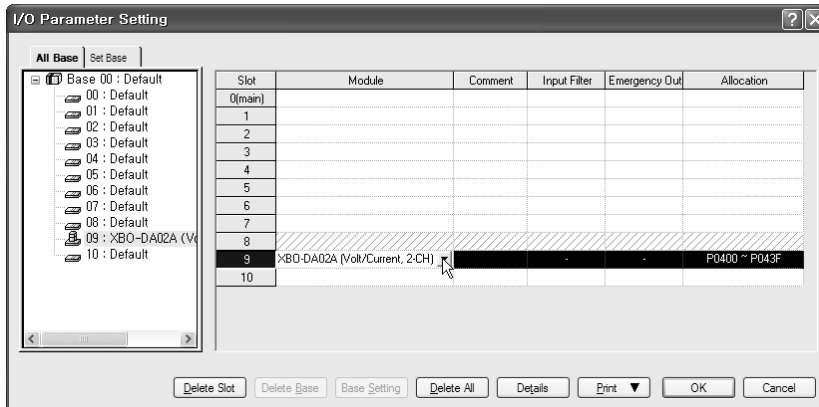 I/O Parameter Setting
All Base Set Base
Base 00 : Default
00 : Default
01 : Default
02 : Default
03 : Default
04 : Default
05 : Default
06 : Default
07 : Default
08 : Default
09 : XBO-DA02A (Vo
10 : Default
Slot Module Comment Input Filter Emergency Out Allocation
0(main)
1
2
3
4
5
6
7
8
9 XBO-DA02A (Volt/Current, 2-CH) - - P0400 ~ P043F
10
Delete Slot Delete Base Base Setting Delete All Details Print ▼ OK Cancel